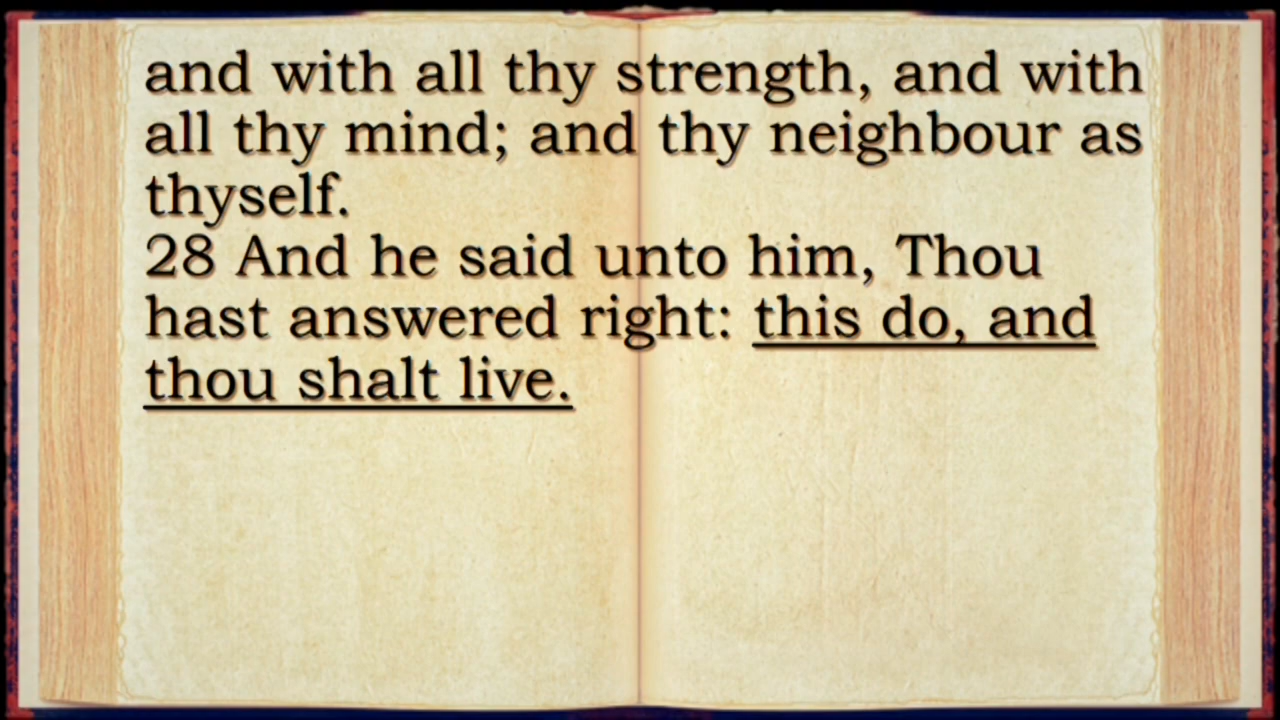 and with all thy strength, and with
all thy mind; and thy neighbour as
thyself.
28 And he said unto him, Thou
hast answered right: this do, and
thou shalt live.